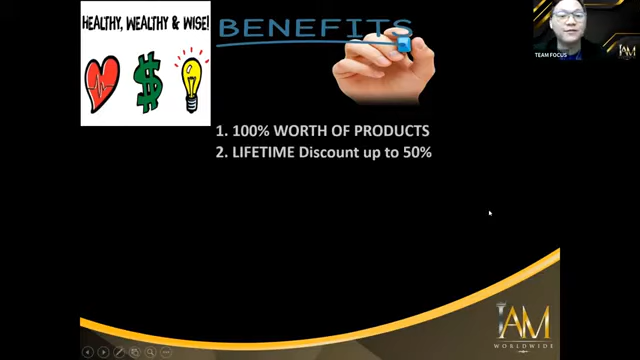 HEALTHY, WEALTHY & WISE!
BENEFITS
TEAM FOCUS
IAM
1. 100% WORTH OF PRODUCTS
2. LIFETIME Discount up to 50%
IAM
WORLDWIDE